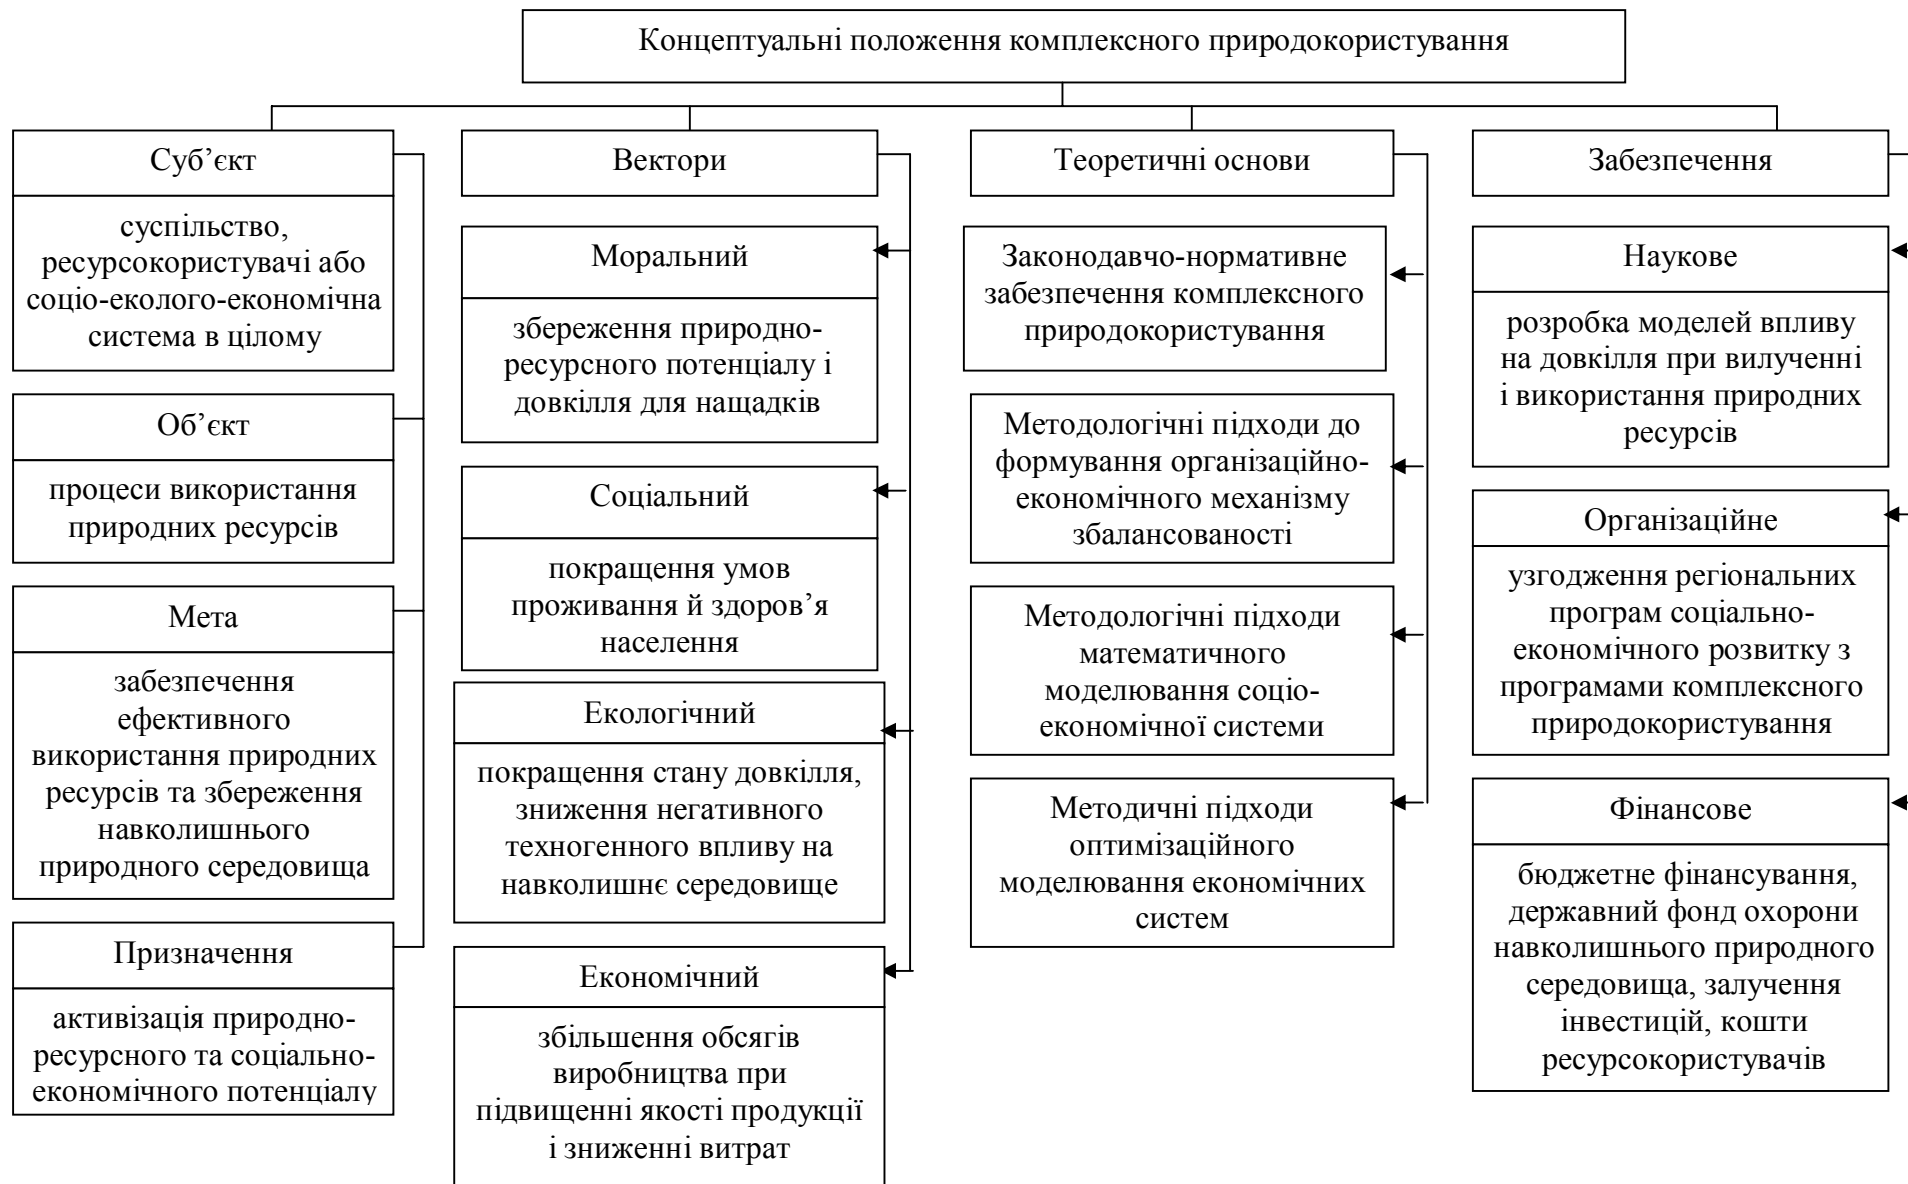 Концептуальні положення комплексного природокористування
Суб’єкт
суспільство,
ресурсокористувачі або
соціо-еколого-економічна
система в цілому
Об’єкт
процеси використання
природних ресурсів
Мета
забезпечення
ефективного
використання природних
ресурсів та збереження
навколишнього
природного середовища
Призначення
активізація природно-
ресурсного та соціально-
економічного потенціалу
Вектори
Моральний
збереження природно-
ресурсного потенціалу і
довкілля для нащадків
Соціальний
покращення умов
проживання й здоров’я
населення
Екологічний
покращення стану довкілля,
зниження негативного
техногенного впливу на
навколишнє середовище
Економічний
збільшення обсягів
виробництва при
підвищенні якості продукції
і зниженні витрат
Теоретичні основи
Законодавчо-нормативне
забезпечення комплексного
природокористування
Методологічні підходи до
формування організаційно-
економічного механізму
збалансованості
Методологічні підходи
математичного
моделювання соціо-
економічної системи
Методичні підходи
оптимізаційного
моделювання економічних
систем
Забезпечення
Наукове
розробка моделей впливу
на довкілля при вилученні
і використання природних
ресурсів
Організаційне
узгодження регіональних
програм соціально-
економічного розвитку з
програмами комплексного
природокористування
Фінансове
бюджетне фінансування,
державний фонд охорони
навколишнього природного
середовища, залучення
інвестицій, кошти
ресурсокористувачів